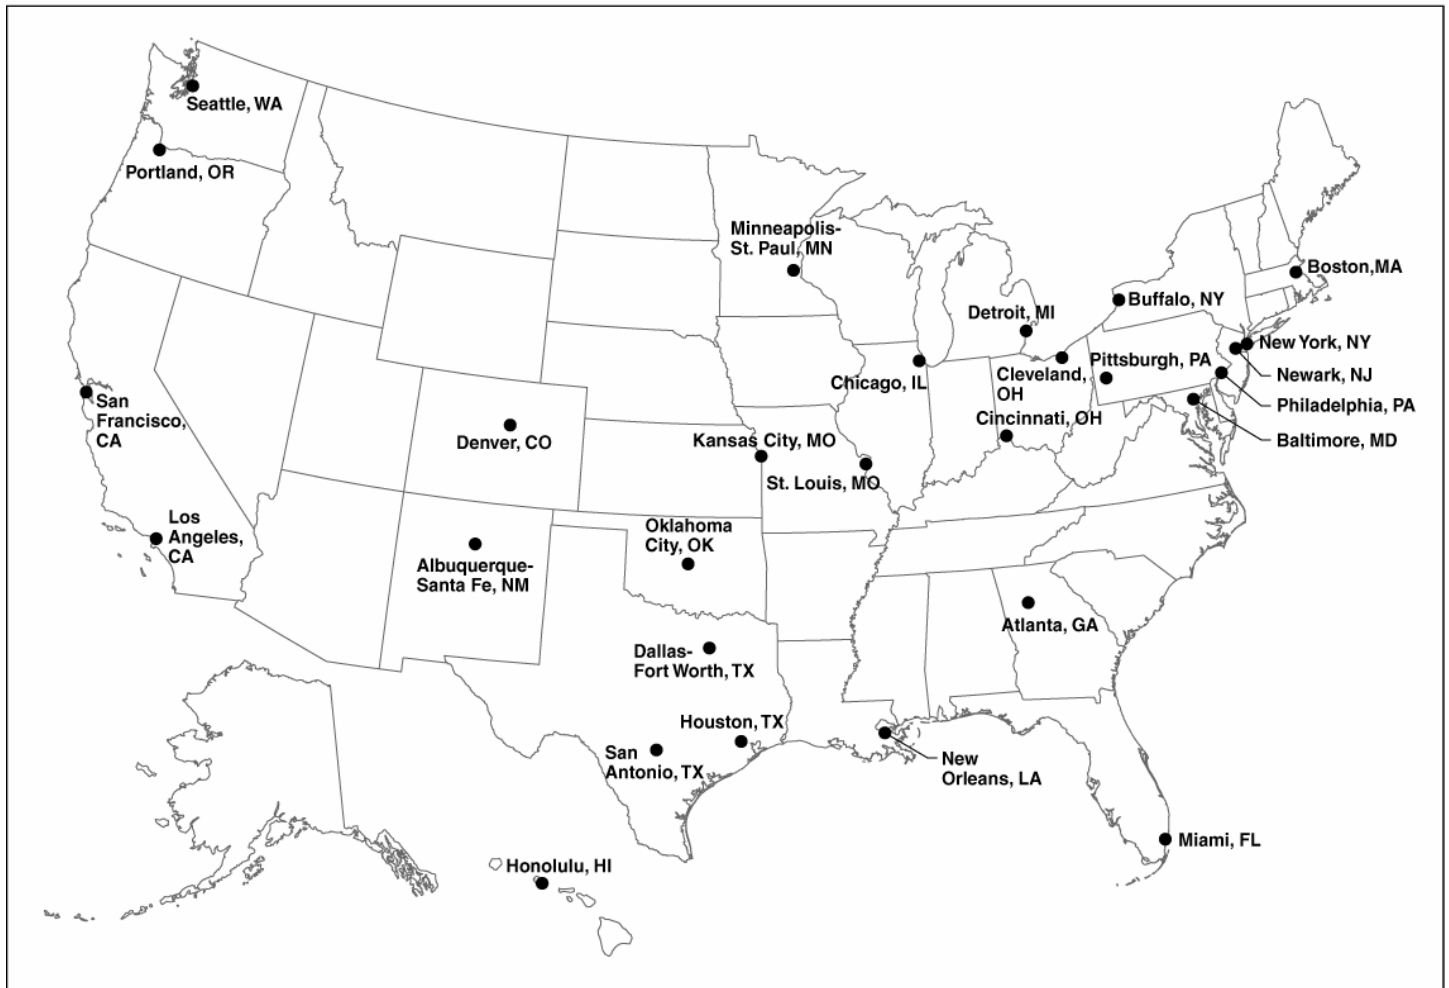 Seattle, WA
Portland, OR
Minneapolis-
St. Paul, MN
Boston,MA
Buffalo, NY
Detroit, MI
New York, NY
Pittsburgh, PA
Chicago, IL
Cleveland,
OH
Newark, NJ
San
Francisco,
CA
Philadelphia, PA
Cincinnati, OH
Denver, CO
Kansas City, MO
Baltimore, MD
St. Louis, MO
Los
Angeles,
CA
Oklahoma
City, OK
Albuquerque-
Santa Fe, NM
Atlanta, GA
Dallas-
Fort Worth, TX
Houston, TX
San
Antonio, TX
New
Orleans, LA
Miami, FL
Honolulu, HI